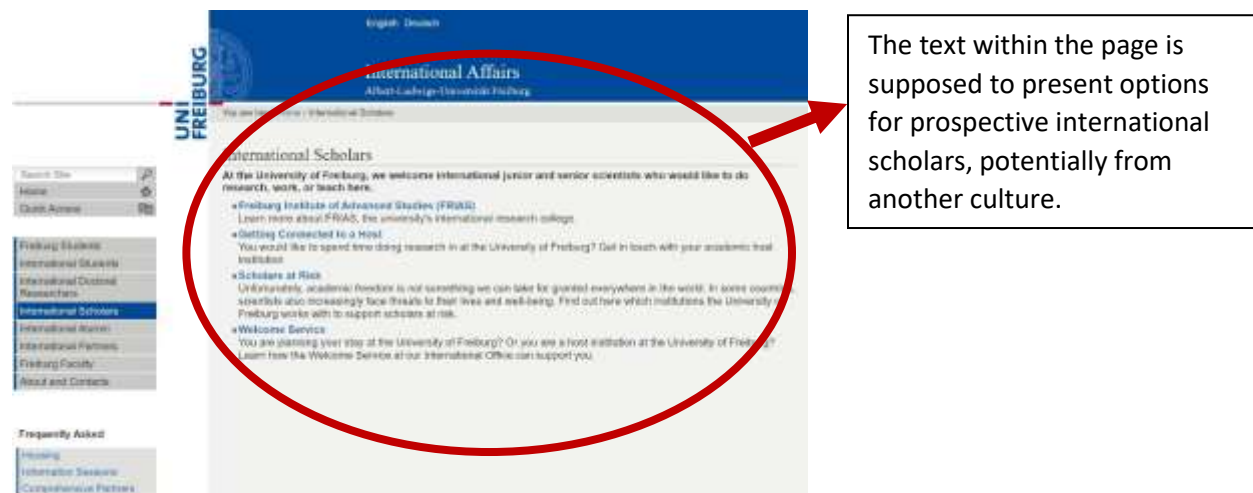 English Deutsch
UNI
FREIBURG
International Affairs
Albert-Ludwigs-Universität Freiburg
You are here: Home / International Scholars
International Scholars
At the University of Freiburg, we welcome international junior and senior scientists who would like to do
research, work, or teach here.
Freiburg Institute of Advanced Studies (FRIAS)
Learn more about FRIAS, the university's international research college.
Getting Connected to a Host
You would like to spend time doing research in at the University of Freiburg? Get in touch with your academic host
institution
Scholars at Risk
Unfortunately, academic freedom is not something we can take for granted everywhere in the world. In some countries,
scientists also increasingly face threats to their lives and well-being. Find out here which institutions the University of
Freiburg works with to support scholars at risk.
Welcome Service
You are planning your stay at the University of Freiburg? Or you are a host institution at the University of Freiburg?
Learn how the Welcome Service at our International Office can support you.
Search Site
Home
Quick Access
Freiburg Students
International Students
International Doctoral
Researchers
International Scholars
International Alumni
International Partners
Freiburg Faculty
About and Contacts
Frequently Asked
Housing
Information Sessions
Comprehensive Partners
The text within the page is
supposed to present options
for prospective international
scholars, potentially from
another culture.